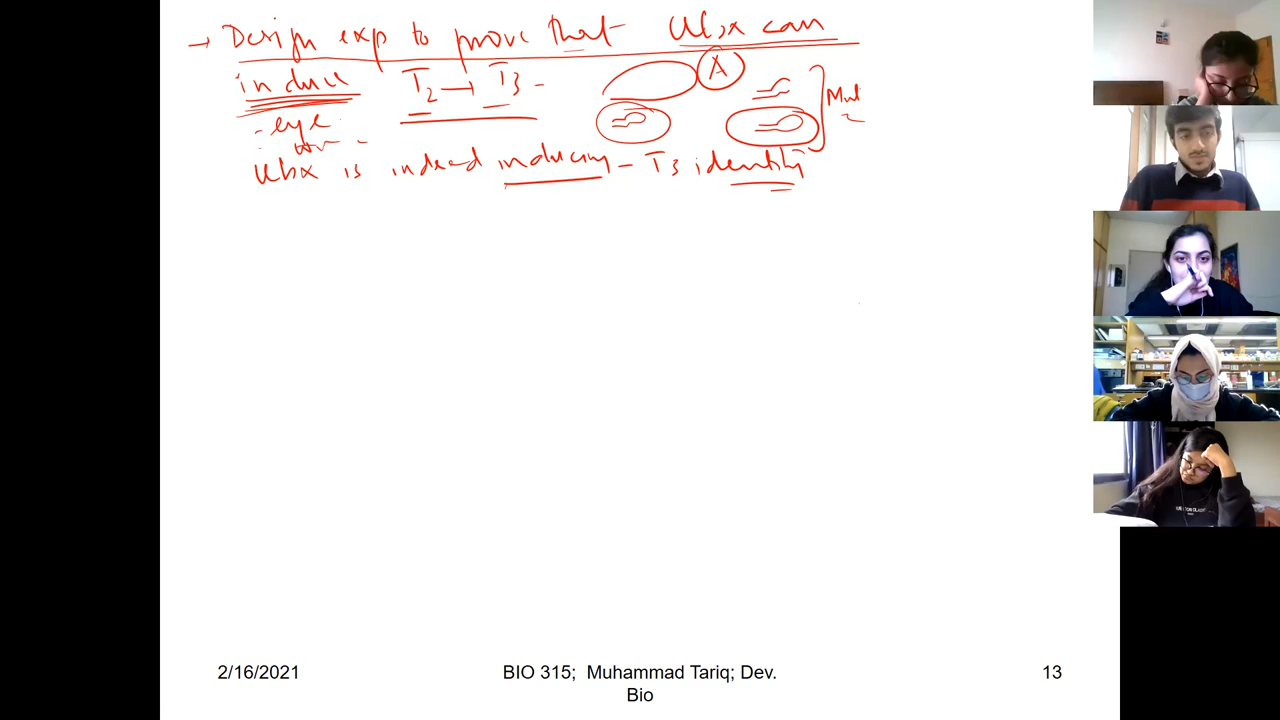 → Design exp to prove that Ubx can
induce T2 → T3 -
A
- eye
Mut
Ubx is indeed inducing - T3 identity
2/16/2021
BIO 315; Muhammad Tariq; Dev.
Bio
13